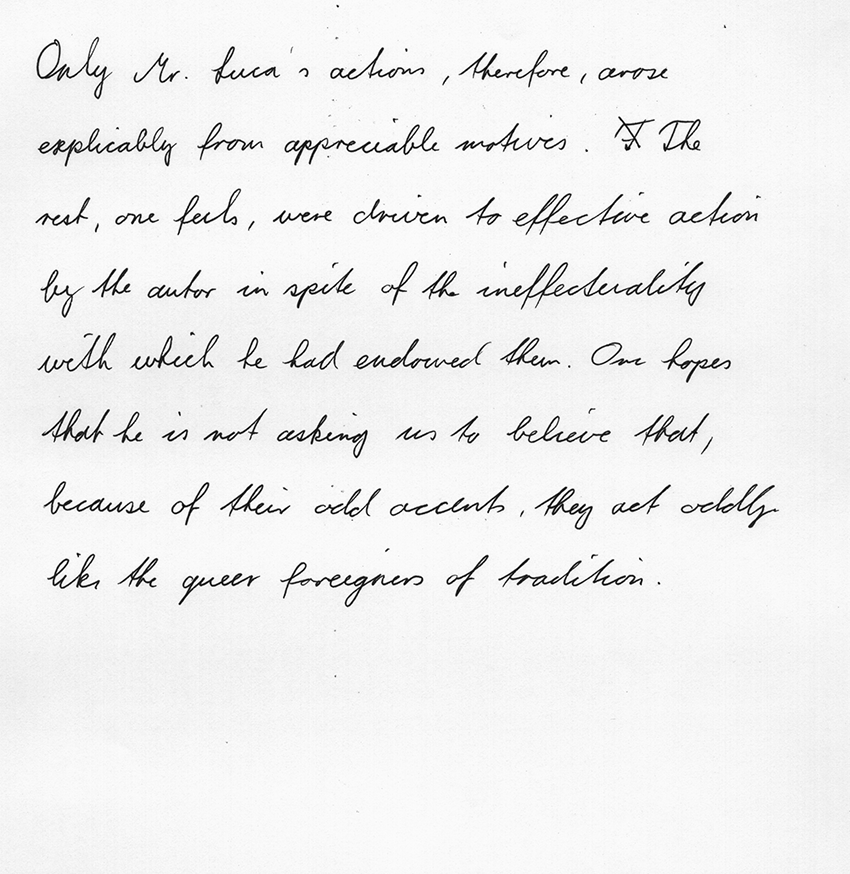 Only Mr. Luca's actions, therefore, arose
explicably from appreciable motives. The
rest, one feels, were driven to effective action
by the autor in spite of the ineffectuality
with which he had endowed them. One hopes
that he is not asking us to believe that,
because of their odd accents, they act oddly
like the queer foreigners of tradition.